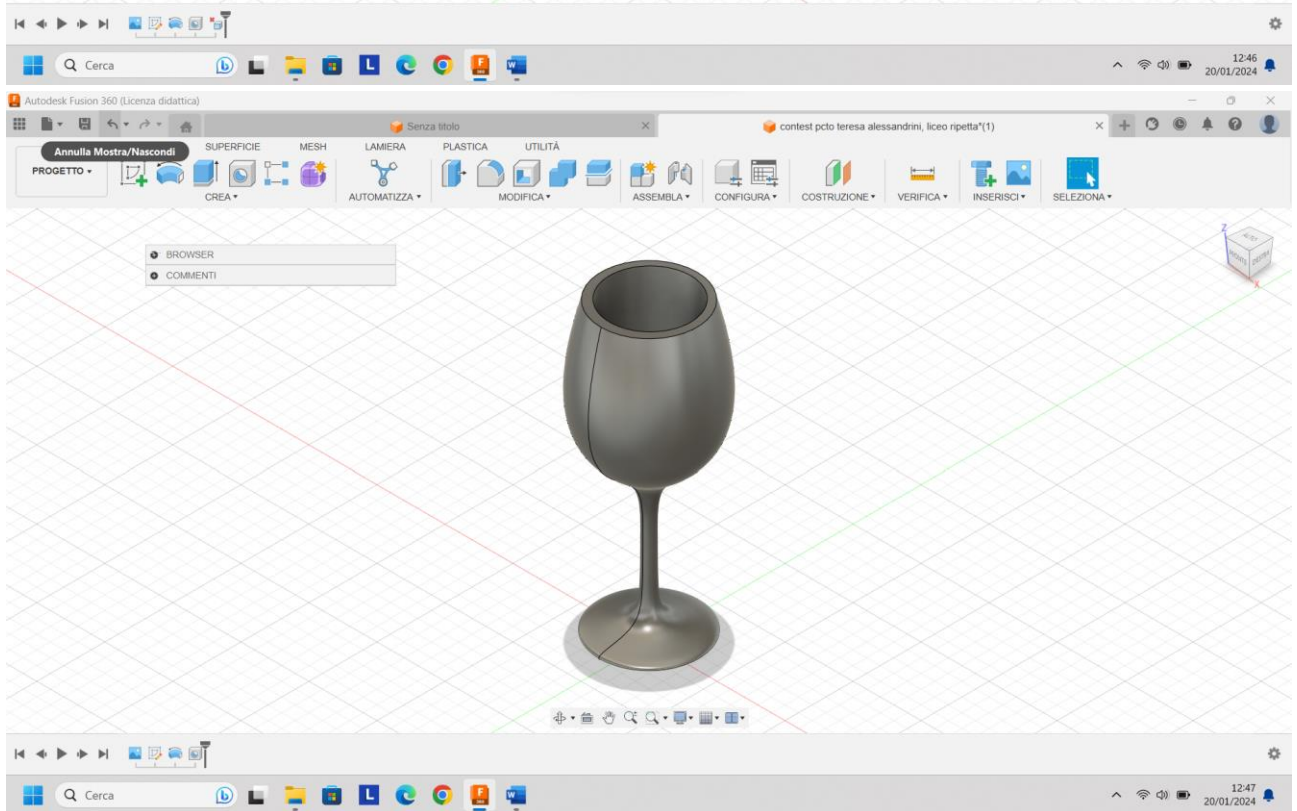 Cerca
L
F
W
12:46
20/01/2024
Autodesk Fusion 360 (Licenza didattica)
Senza titolo
contest pcto teresa alessandrini, liceo ripetta*(1)
Annulla Mostra/Nascondi
SUPERFICIE MESH LAMIERA PLASTICA UTILITÀ
PROGETTO
CREA AUTOMATIZZA MODIFICA ASSEMBLA CONFIGURA COSTRUZIONE VERIFICA INSERISCI SELEZIONA
BROWSER
COMMENTI
Z
ALTO
X
Cerca
L
F
W
12:47
20/01/2024